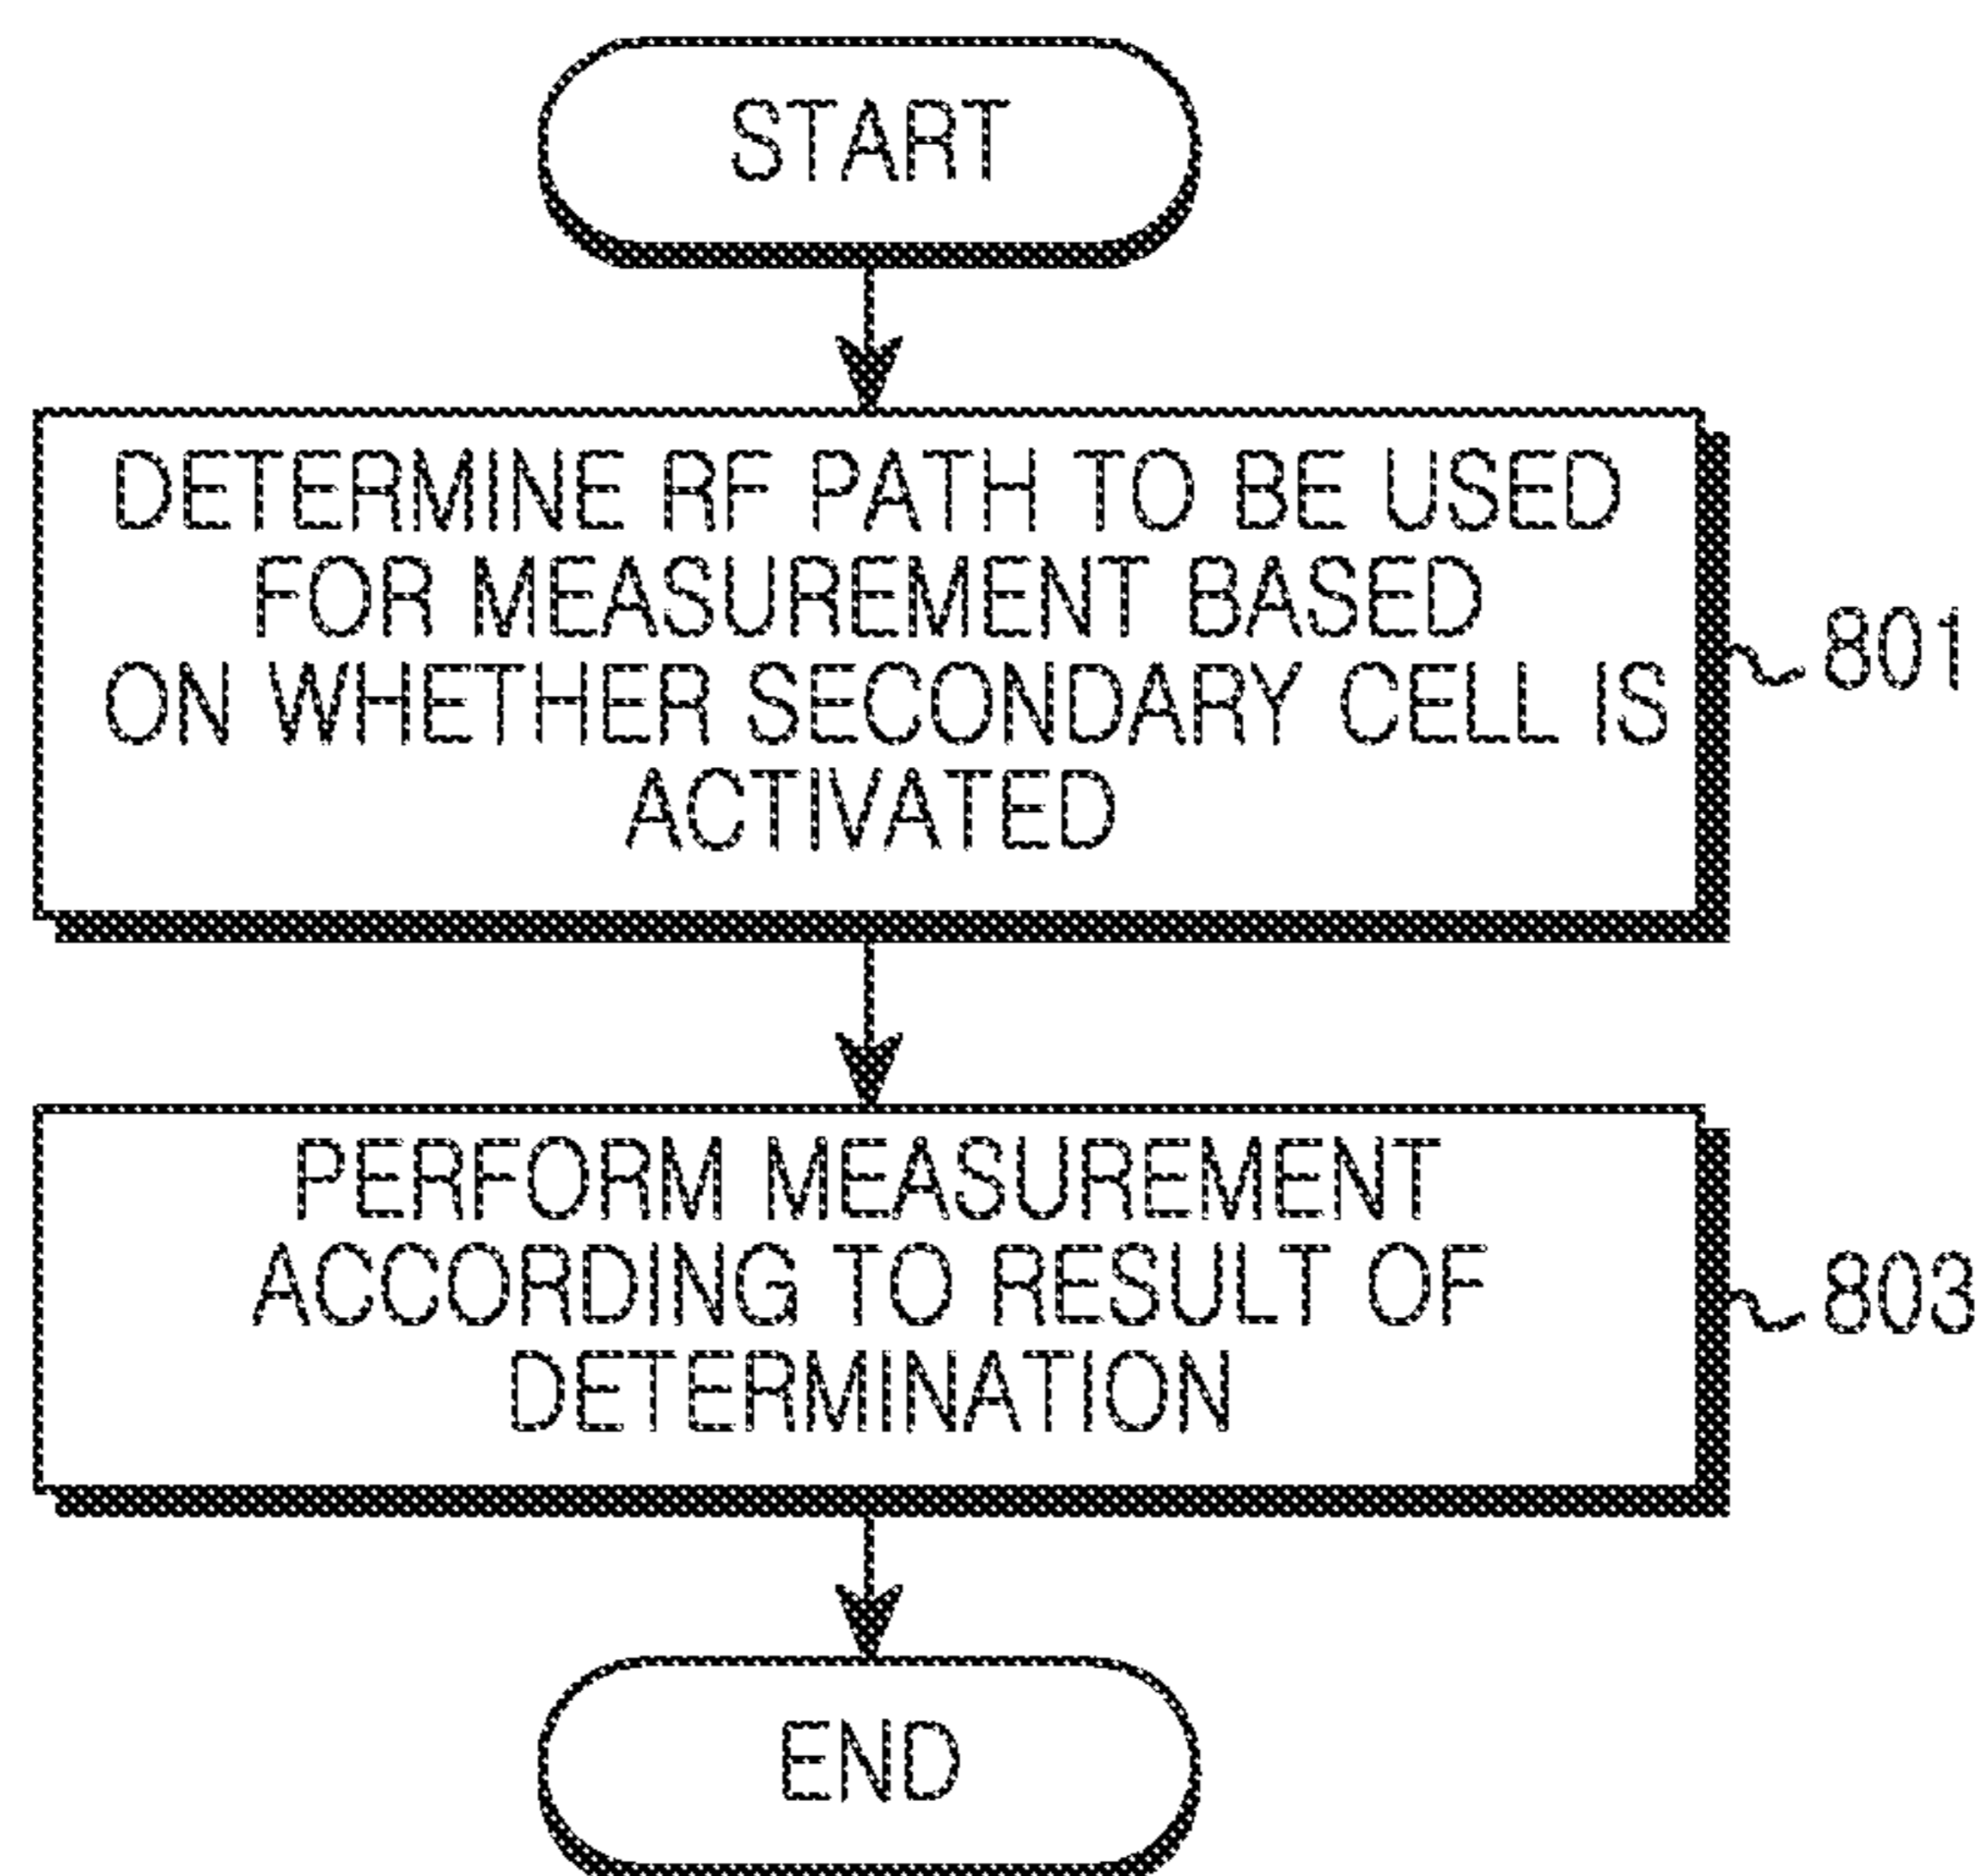 START
DETERMINE RF PATH TO BE USED
FOR MEASUREMENT BASED
ON WHETHER SECONDARY CELL IS
ACTIVATED
801
PERFORM MEASUREMENT
ACCORDING TO RESULT OF
DETERMINATION
803
END